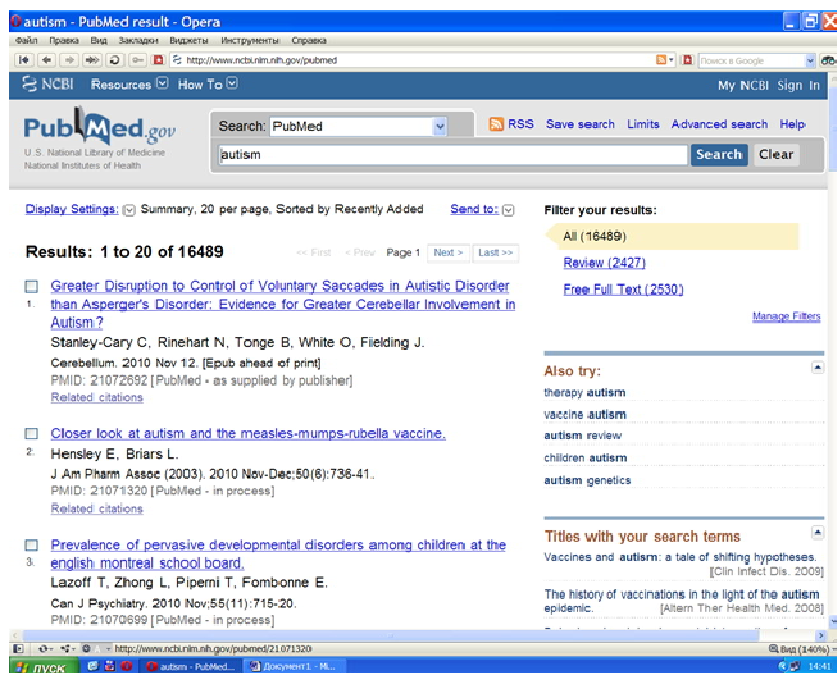 autism - PubMed result - Opera
Файл Правка Вид Закладки Виджеты Инструменты Справка
http://www.ncbi.nlm.nih.gov/pubmed
Поиск в Google
NCBI Resources How To
My NCBI Sign In
PubMed.gov
U.S. National Library of Medicine
National Institutes of Health
Search: PubMed
RSS Save search Limits Advanced search Help
autism
Search Clear
Display Settings: Summary, 20 per page, Sorted by Recently Added Send to:
Results: 1 to 20 of 16489
<< First < Prev Page 1 Next > Last >>
1. Greater Disruption to Control of Voluntary Saccades in Autistic Disorder
than Asperger's Disorder: Evidence for Greater Cerebellar Involvement in
Autism?
Stanley-Cary C, Rinehart N, Tonge B, White O, Fielding J.
Cerebellum. 2010 Nov 12. [Epub ahead of print]
PMID: 21072692 [PubMed - as supplied by publisher]
Related citations
2. Closer look at autism and the measles-mumps-rubella vaccine.
Hensley E, Briars L.
J Am Pharm Assoc (2003). 2010 Nov-Dec;50(6):736-41.
PMID: 21071320 [PubMed - in process]
Related citations
3. Prevalence of pervasive developmental disorders among children at the
english montreal school board.
Lazoff T, Zhong L, Piperni T, Fombonne E.
Can J Psychiatry. 2010 Nov;55(11):715-20.
PMID: 21070699 [PubMed - in process]
Filter your results:
All (16489)
Review (2427)
Free Full Text (2530)
Manage Filters
Also try:
therapy autism
vaccine autism
autism review
children autism
autism genetics
Titles with your search terms
Vaccines and autism: a tale of shifting hypotheses.
[Clin Infect Dis. 2009]
The history of vaccinations in the light of the autism
epidemic. [Altern Ther Health Med. 2008]
http://www.ncbi.nlm.nih.gov/pubmed/21071320
Вид (140%)
пуск
autism - PubMed...
Документ1 - M...
14:41